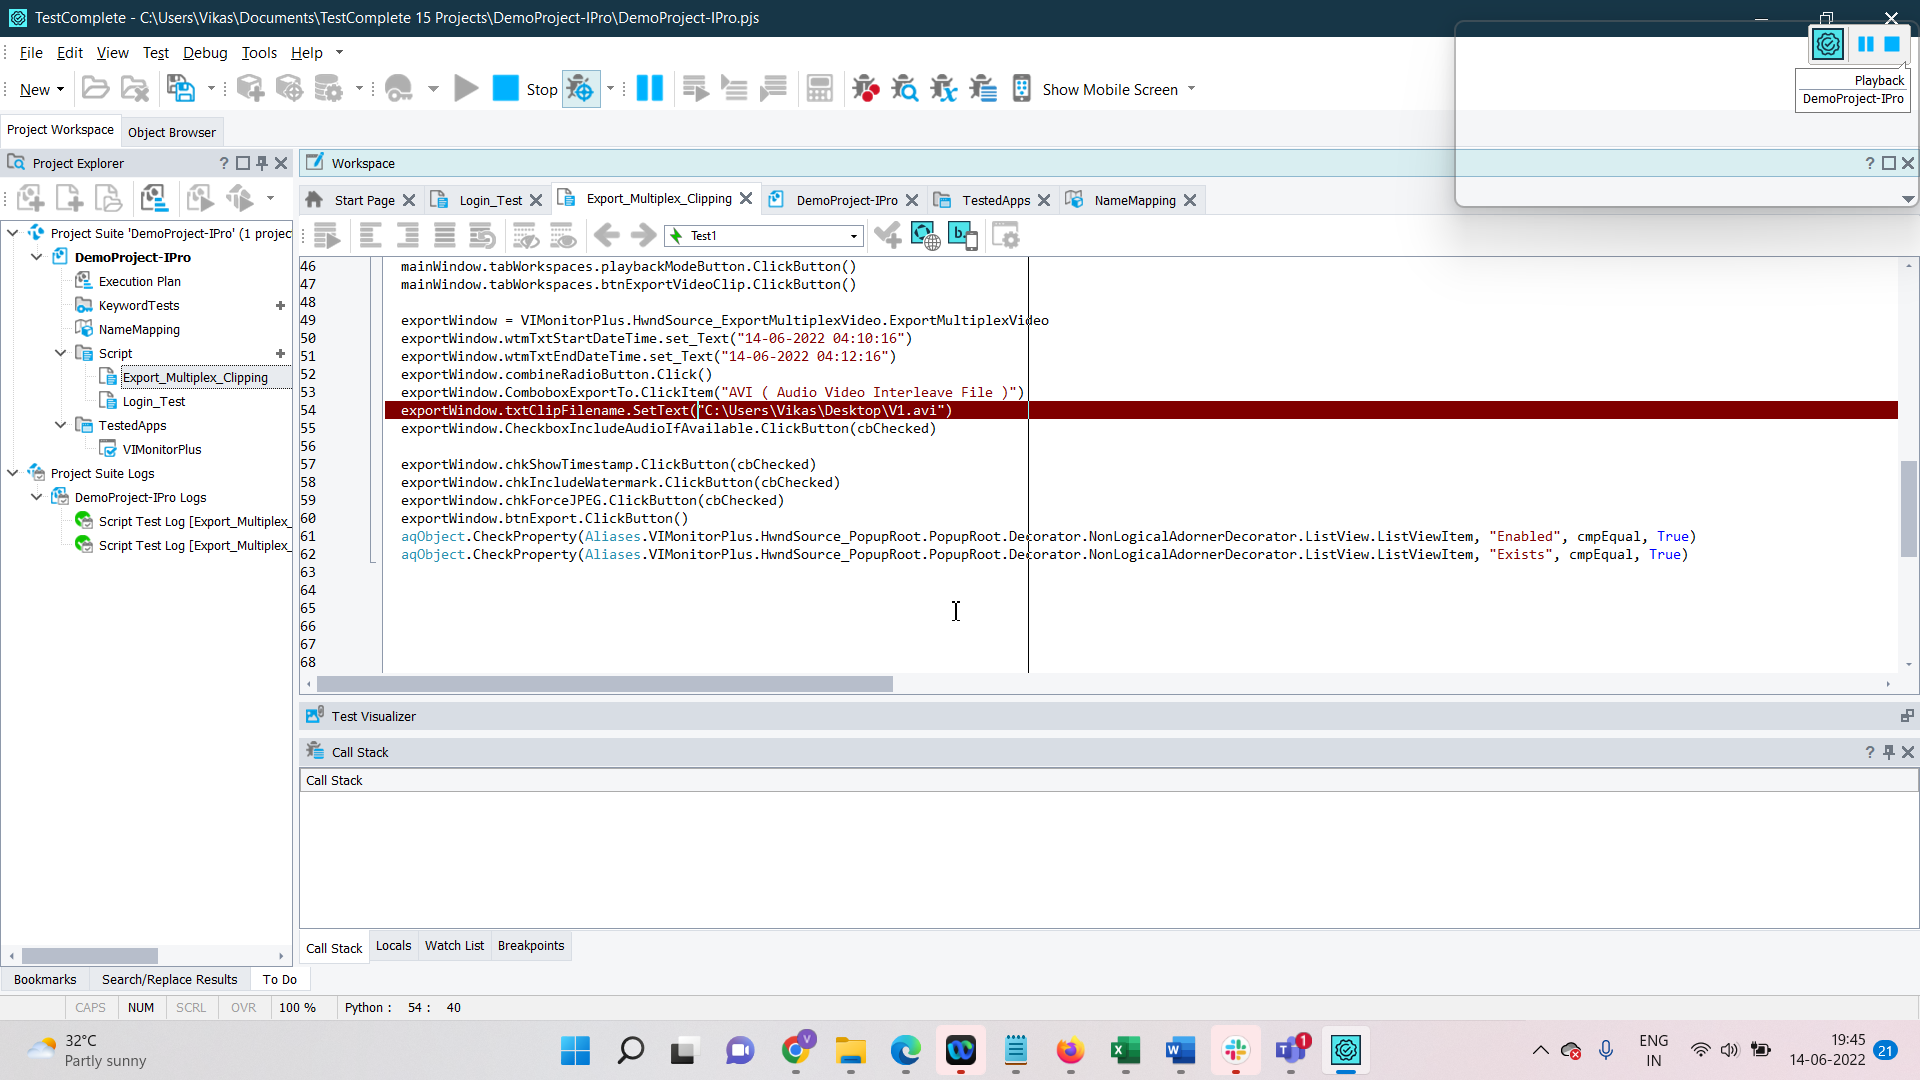 TestComplete - C:\Users\Vikas\Documents\TestComplete 15 Projects\DemoProject-IPro\DemoProject-IPro.pjs
File Edit View Test Debug Tools Help
Playback
DemoProject-IPro
New
Stop
Show Mobile Screen
Project Workspace
Object Browser
Project Explorer
Workspace
Start Page
Login_Test
Export_Multiplex_Clipping
DemoProject-IPro
TestedApps
NameMapping
Test1
Project Suite 'DemoProject-IPro' (1 projec
DemoProject-IPro
Execution Plan
KeywordTests
NameMapping
Script
Export_Multiplex_Clipping
Login_Test
TestedApps
VIMonitorPlus
Project Suite Logs
DemoProject-IPro Logs
Script Test Log [Export_Multiplex_
Script Test Log [Export_Multiplex_
46 mainWindow.tabWorkspaces.playbackModeButton.ClickButton()
47 mainWindow.tabWorkspaces.btnExportVideoClip.ClickButton()
48
49 exportWindow = VIMonitorPlus.HwndSource_ExportMultiplexVideo.ExportMultiplexVideo
50 exportWindow.wtmTxtStartDateTime.set_Text("14-06-2022 04:10:16")
51 exportWindow.wtmTxtEndDateTime.set_Text("14-06-2022 04:12:16")
52 exportWindow.combineRadioButton.Click()
53 exportWindow.ComboboxExportTo.ClickItem("AVI ( Audio Video Interleave File )")
54 exportWindow.txtClipFilename.SetText("C:\Users\Vikas\Desktop\V1.avi")
55 exportWindow.CheckboxIncludeAudioIfAvailable.ClickButton(cbChecked)
56
57 exportWindow.chkShowTimestamp.ClickButton(cbChecked)
58 exportWindow.chkIncludeWatermark.ClickButton(cbChecked)
59 exportWindow.chkForceJPEG.ClickButton(cbChecked)
60 exportWindow.btnExport.ClickButton()
61 aqObject.CheckProperty(Aliases.VIMonitorPlus.HwndSource_PopupRoot.PopupRoot.Decorator.NonLogicalAdornerDecorator.ListView.ListViewItem, "Enabled", cmpEqual, True)
62 aqObject.CheckProperty(Aliases.VIMonitorPlus.HwndSource_PopupRoot.PopupRoot.Decorator.NonLogicalAdornerDecorator.ListView.ListViewItem, "Exists", cmpEqual, True)
63
64
65
66
67
68
Test Visualizer
Call Stack
Call Stack
Call Stack Locals Watch List Breakpoints
Bookmarks Search/Replace Results To Do
CAPS NUM SCRL OVR 100 % Python : 54 : 40
32°C
Partly sunny
V
1
ENG
IN
19:45
14-06-2022
21